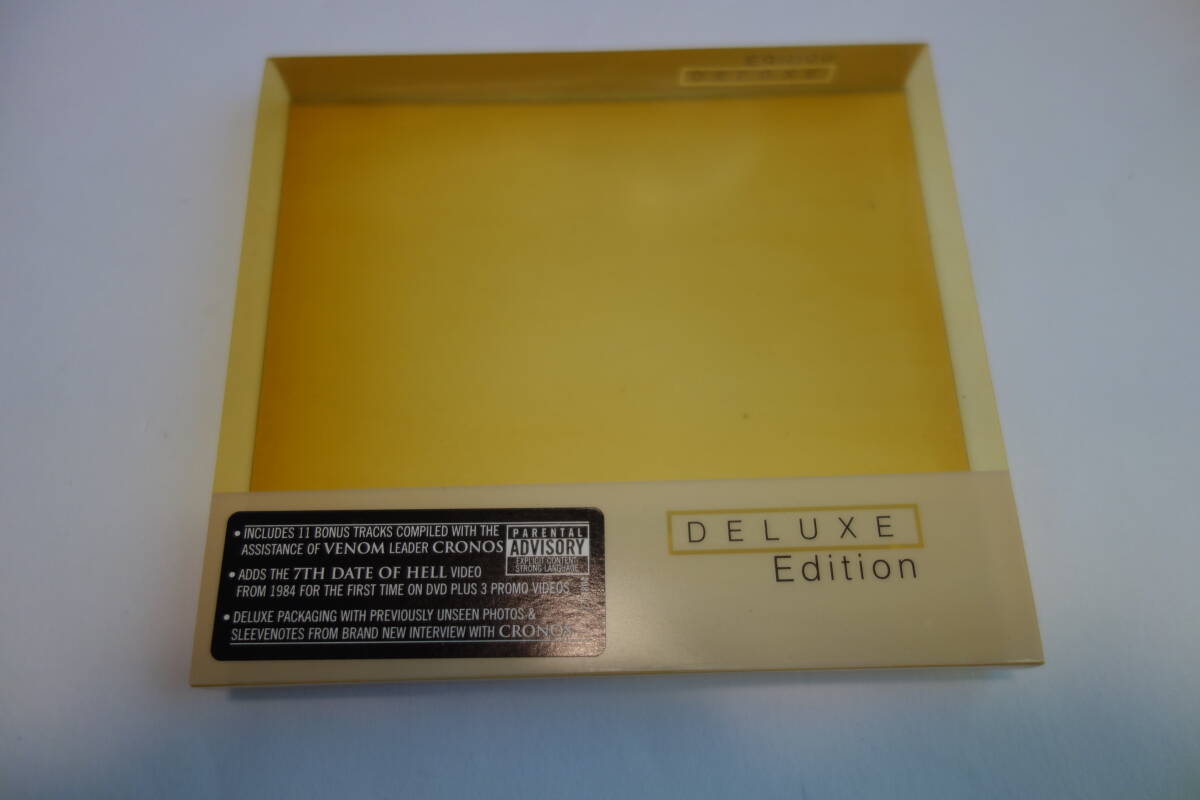 Edition
DELUXE
• INCLUDES 11 BONUS TRACKS COMPILED WITH THE
ASSISTANCE OF VENOM LEADER CRONOS
• ADDS THE 7TH DATE OF HELL VIDEO
FROM 1984 FOR THE FIRST TIME ON DVD PLUS 3 PROMO VIDEOS
• DELUXE PACKAGING WITH PREVIOUSLY UNSEEN PHOTOS &
SLEEVENOTES FROM BRAND NEW INTERVIEW WITH CRONOS
PARENTAL
ADVISORY
EXPLICIT CONTENT
STRONG LANGUAGE
DELUXE
Edition